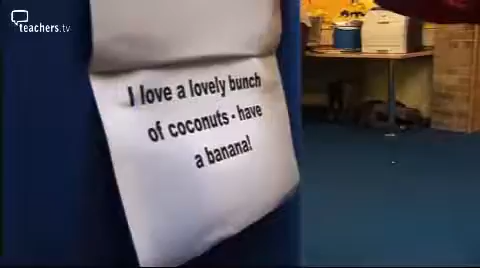 teachers.tv
I love a lovely bunch
of coconuts - have
a banana!